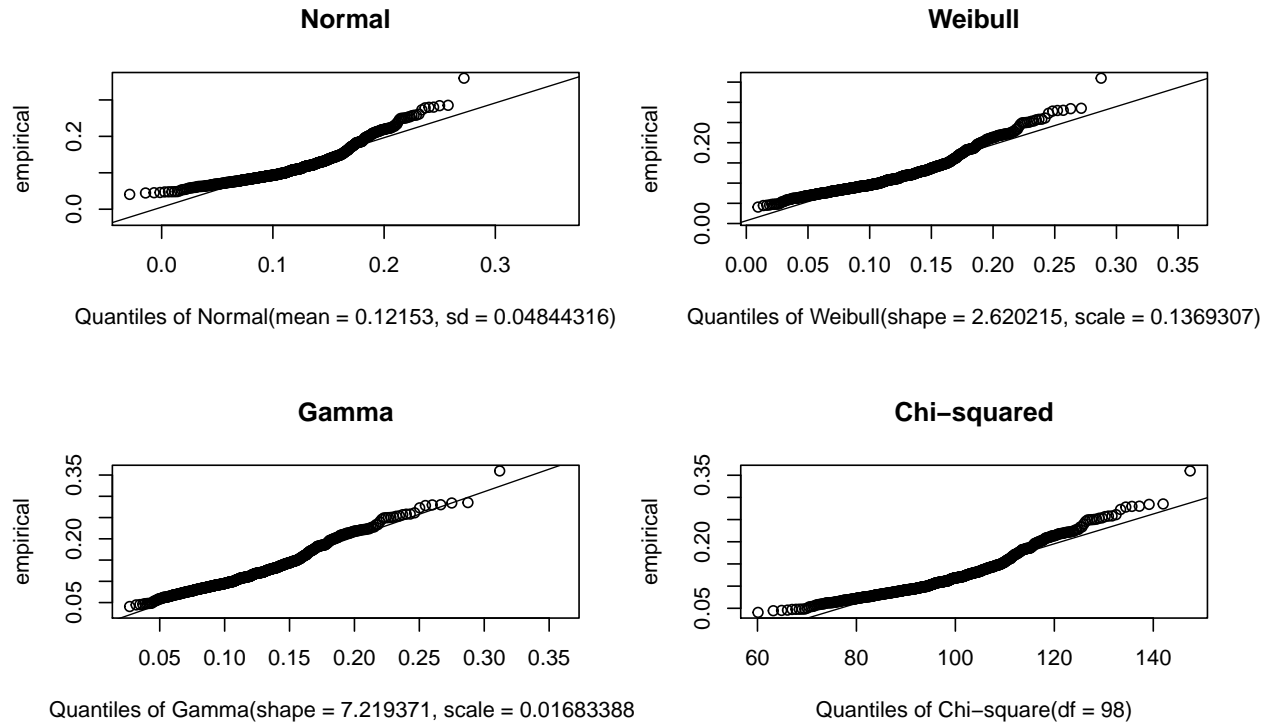 Normal
empirical
0.0
0.2
0.0 0.1 0.2 0.3
Quantiles of Normal(mean = 0.12153, sd = 0.04844316)
Weibull
empirical
0.00
0.20
0.00 0.05 0.10 0.15 0.20 0.25 0.30 0.35
Quantiles of Weibull(shape = 2.620215, scale = 0.1369307)
Gamma
empirical
0.05
0.20
0.35
0.05 0.10 0.15 0.20 0.25 0.30 0.35
Quantiles of Gamma(shape = 7.219371, scale = 0.01683388
Chi−squared
empirical
0.05
0.20
0.35
60 80 100 120 140
Quantiles of Chi−square(df = 98)